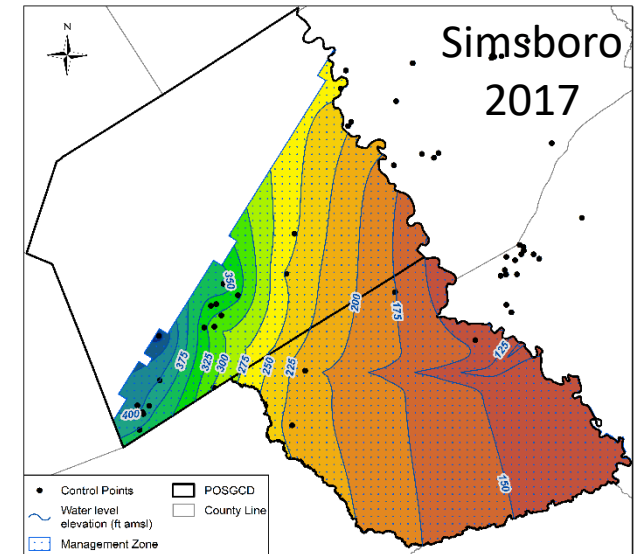 N
Simsboro
2017
350
375
325
300
275
250
225
200
175
125
400
150
Control Points
Water level
elevation (ft amsl)
Management Zone
POSGCD
County Line